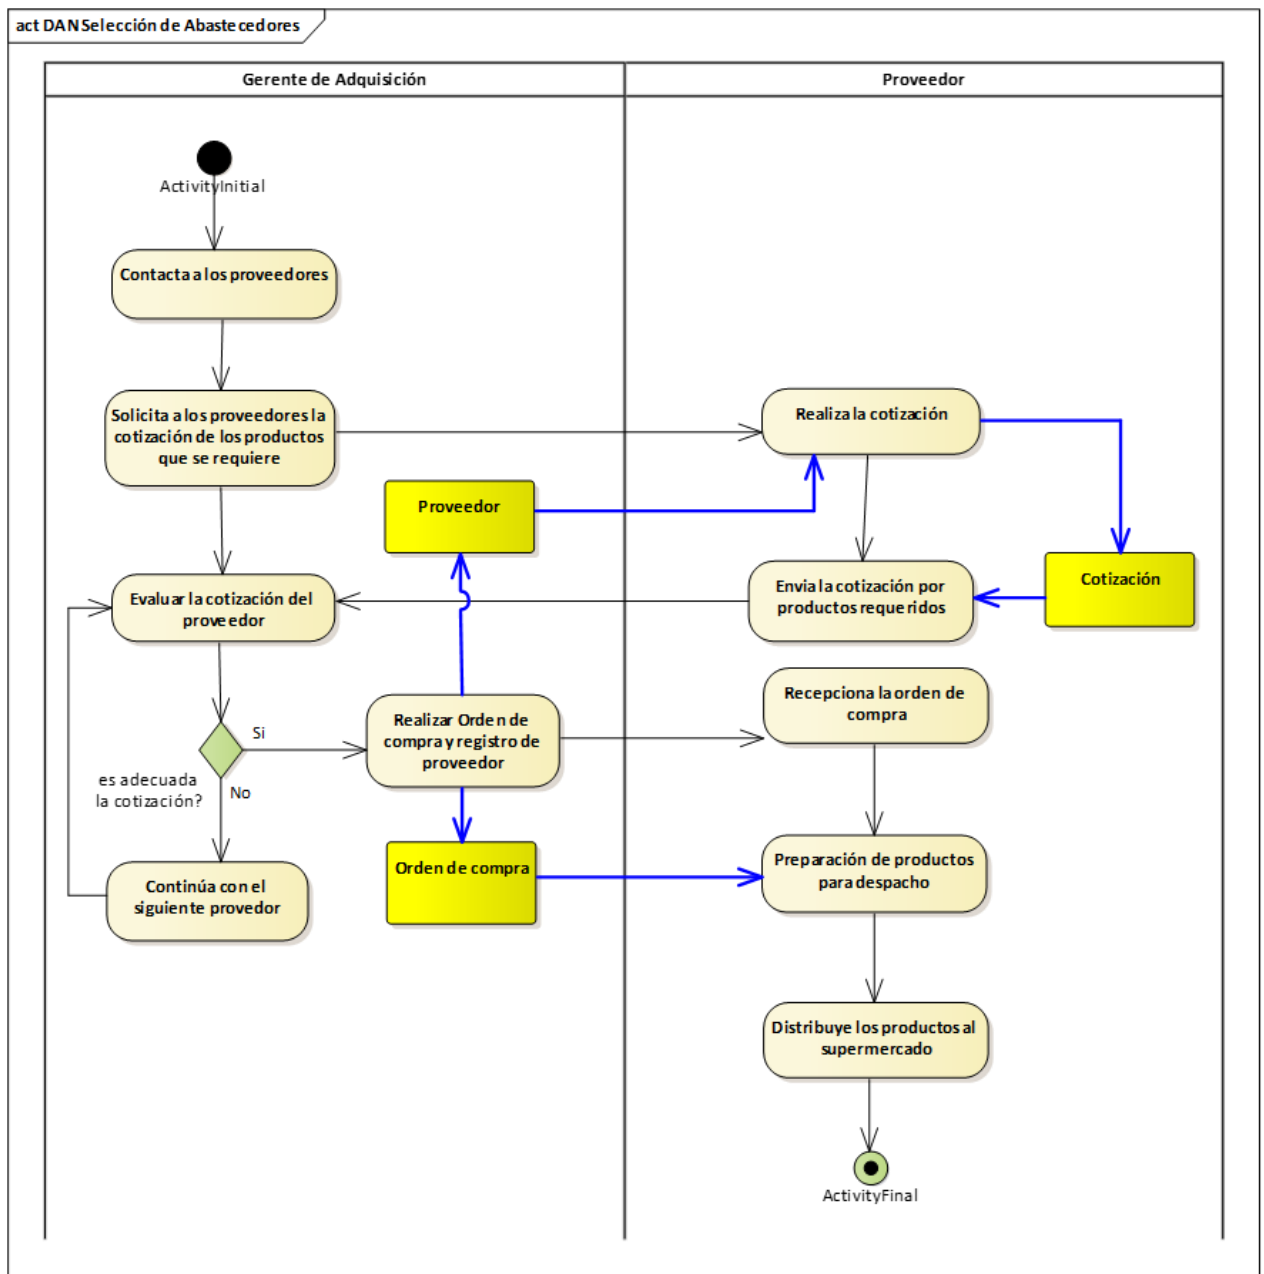 act DAN Selección de Abastecedores
Gerente de Adquisición
Proveedor
ActivityInitial
Contacta a los proveedores
Solicita a los proveedores la
cotización de los productos
que se requiere
Realiza la cotización
Proveedor
Cotización
Evaluar la cotización del
proveedor
Envia la cotización por
productos requeridos
Recepciona la orden de
compra
Realizar Orden de
compra y registro de
proveedor
Si
es adecuada
la cotización?
No
Orden de compra
Preparación de productos
para despacho
Continúa con el
siguiente provedor
Distribuye los productos al
supermercado
ActivityFinal